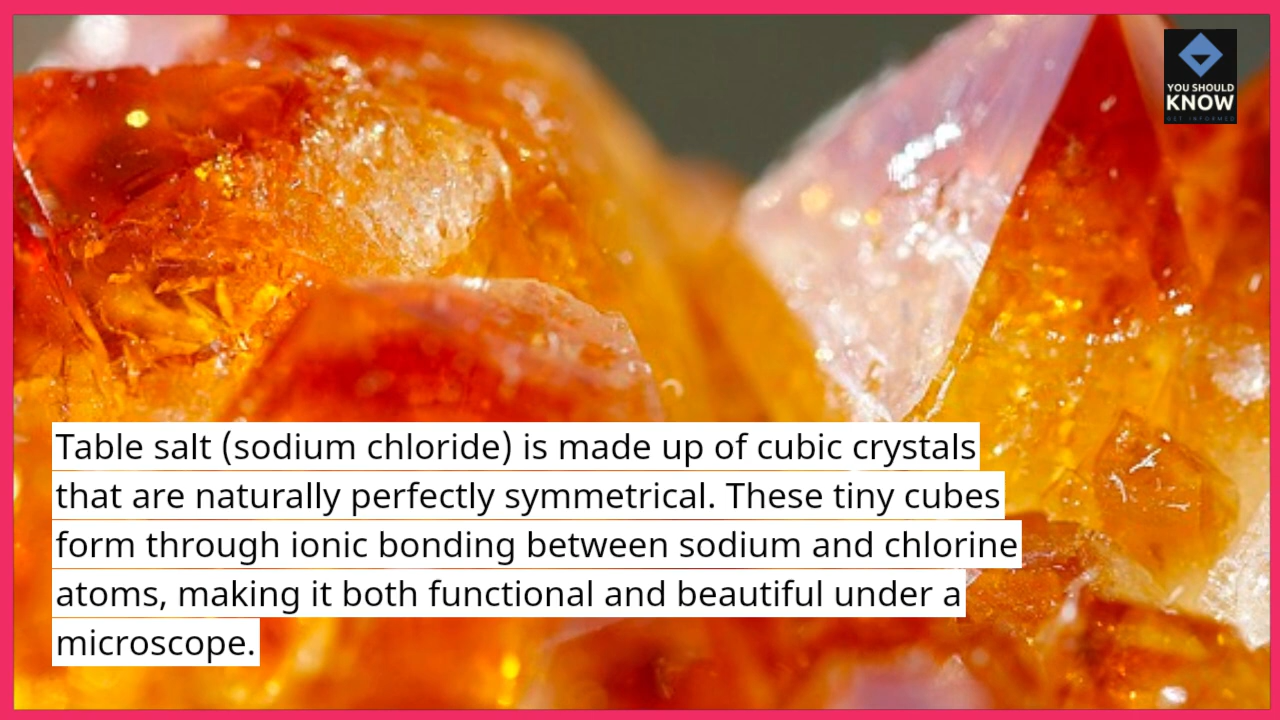 YOU SHOULD
KNOW
GET INFORMED
Table salt (sodium chloride) is made up of cubic crystals
that are naturally perfectly symmetrical. These tiny cubes
form through ionic bonding between sodium and chlorine
atoms, making it both functional and beautiful under a
microscope.